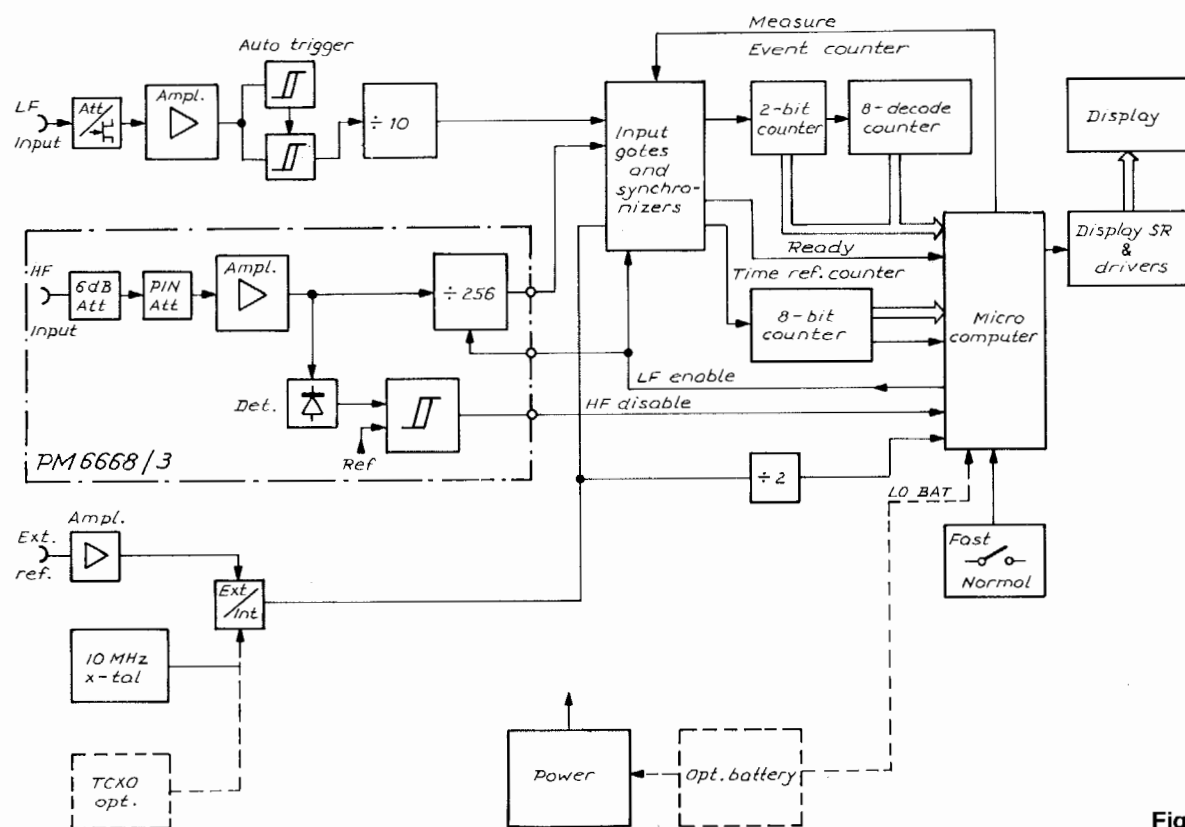 Measure
Event counter
Auto trigger
LF
Input
Att
Ampl.
÷ 10
Input
gates
and
synchro-
nizers
2-bit
counter
8-decode
counter
Display
Ready
Display SR
&
drivers
HF
Input
6dB
Att
PIN
Att
Ampl.
÷ 256
Time ref. counter
8-bit
counter
Micro
computer
LF enable
Det.
Ref
HF disable
PM 6668/3
÷ 2
LO BAT
Ext.
ref.
Ampl.
Ext
Int
Fast
Normal
10 MHz
x-tal
TCXO
opt.
Power
Opt. battery
Fig